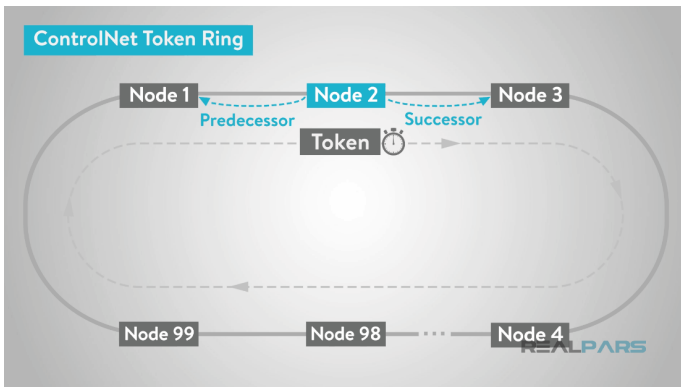 ControlNet Token Ring
Node 1
Node 2
Node 3
Predecessor
Successor
Token
Node 99
Node 98
Node 4
REALPARS